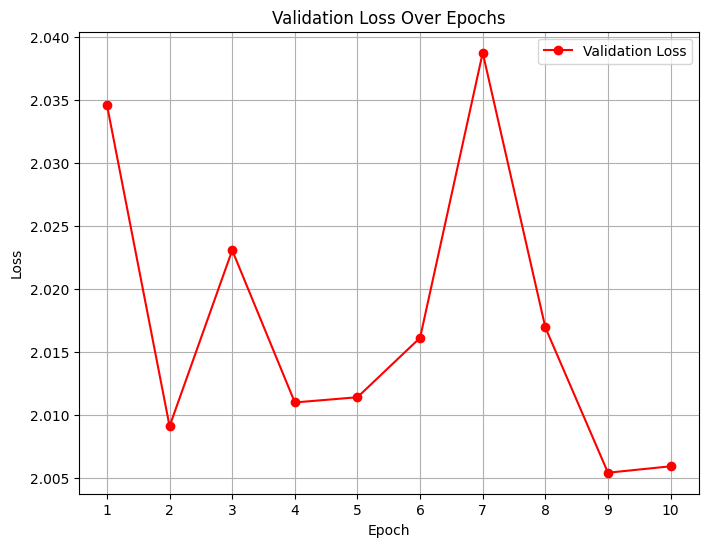 Validation Loss Over Epochs
Validation Loss
2.040
2.035
2.030
2.025
2.020
2.015
2.010
2.005
Loss
1 2 3 4 5 6 7 8 9 10
Epoch